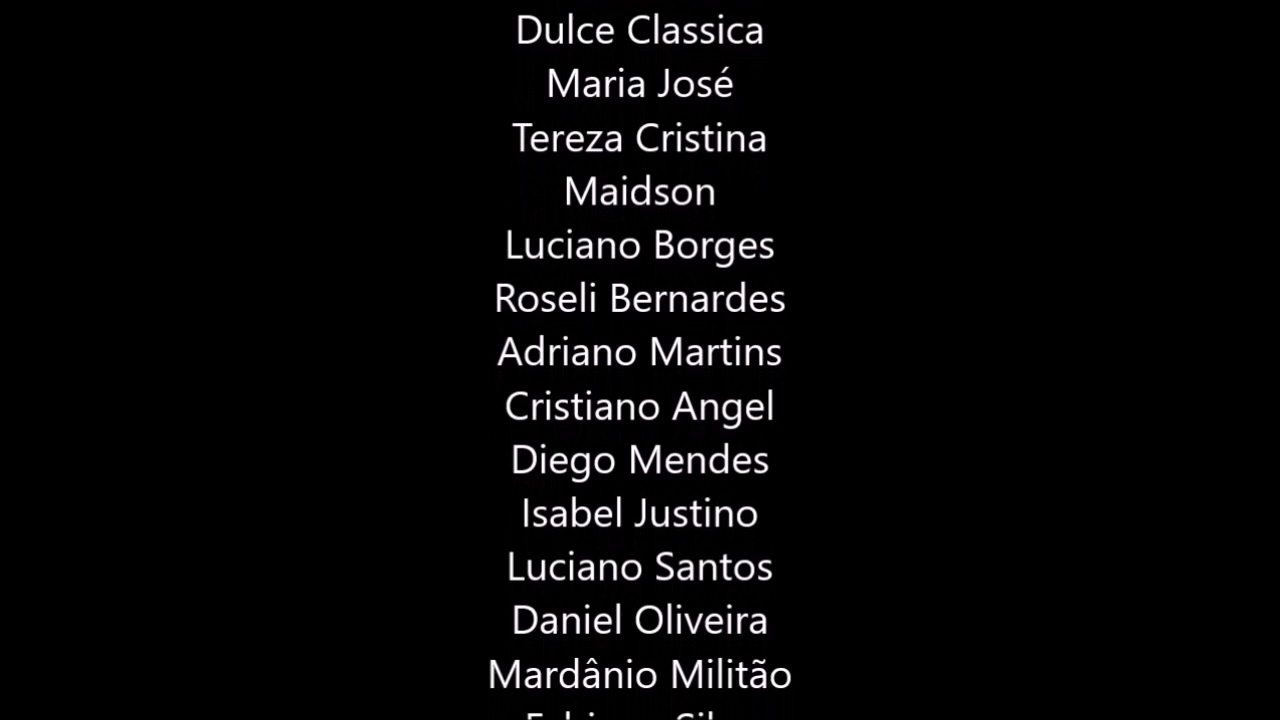 Dulce Classica
Maria José
Tereza Cristina
Maidson
Luciano Borges
Roseli Bernardes
Adriano Martins
Cristiano Angel
Diego Mendes
Isabel Justino
Luciano Santos
Daniel Oliveira
Mardânio Militão